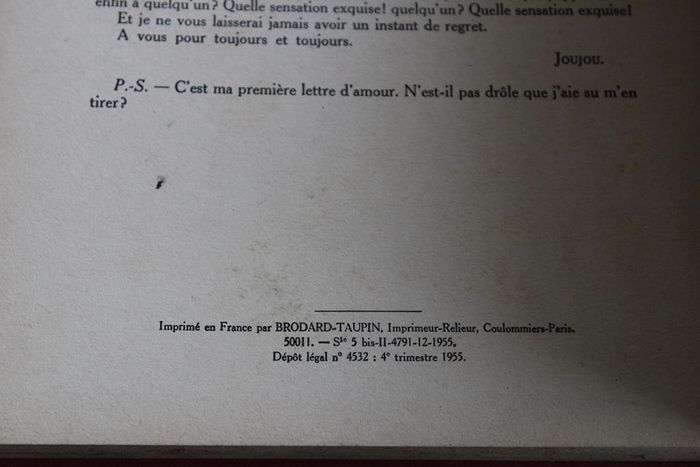 enfin à quelqu'un? Quelle sensation exquise! quelqu'un? Quelle sensation exquise!
Et je ne vous laisserai jamais avoir un instant de regret.
A vous pour toujours et toujours.
Joujou.
P.-S. — C'est ma première lettre d'amour. N'est-il pas drôle que j'aie su m'en
tirer?
Imprimé en France par BRODARD-TAUPIN, Imprimeur-Relieur, Coulommiers-Paris.
50011. — Sté 5 bis-II-4791-12-1955.
Dépôt légal n° 4532 : 4e trimestre 1955.